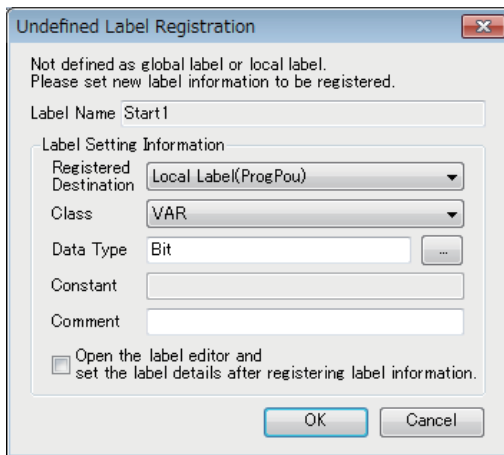 Undefined Label Registration
Not defined as global label or local label.
Please set new label information to be registered.
Label Name Start1
Label Setting Information
Registered Destination Local Label(ProgPou)
Class VAR
Data Type Bit ...
Constant
Comment
Open the label editor and
set the label details after registering label information.
OK Cancel